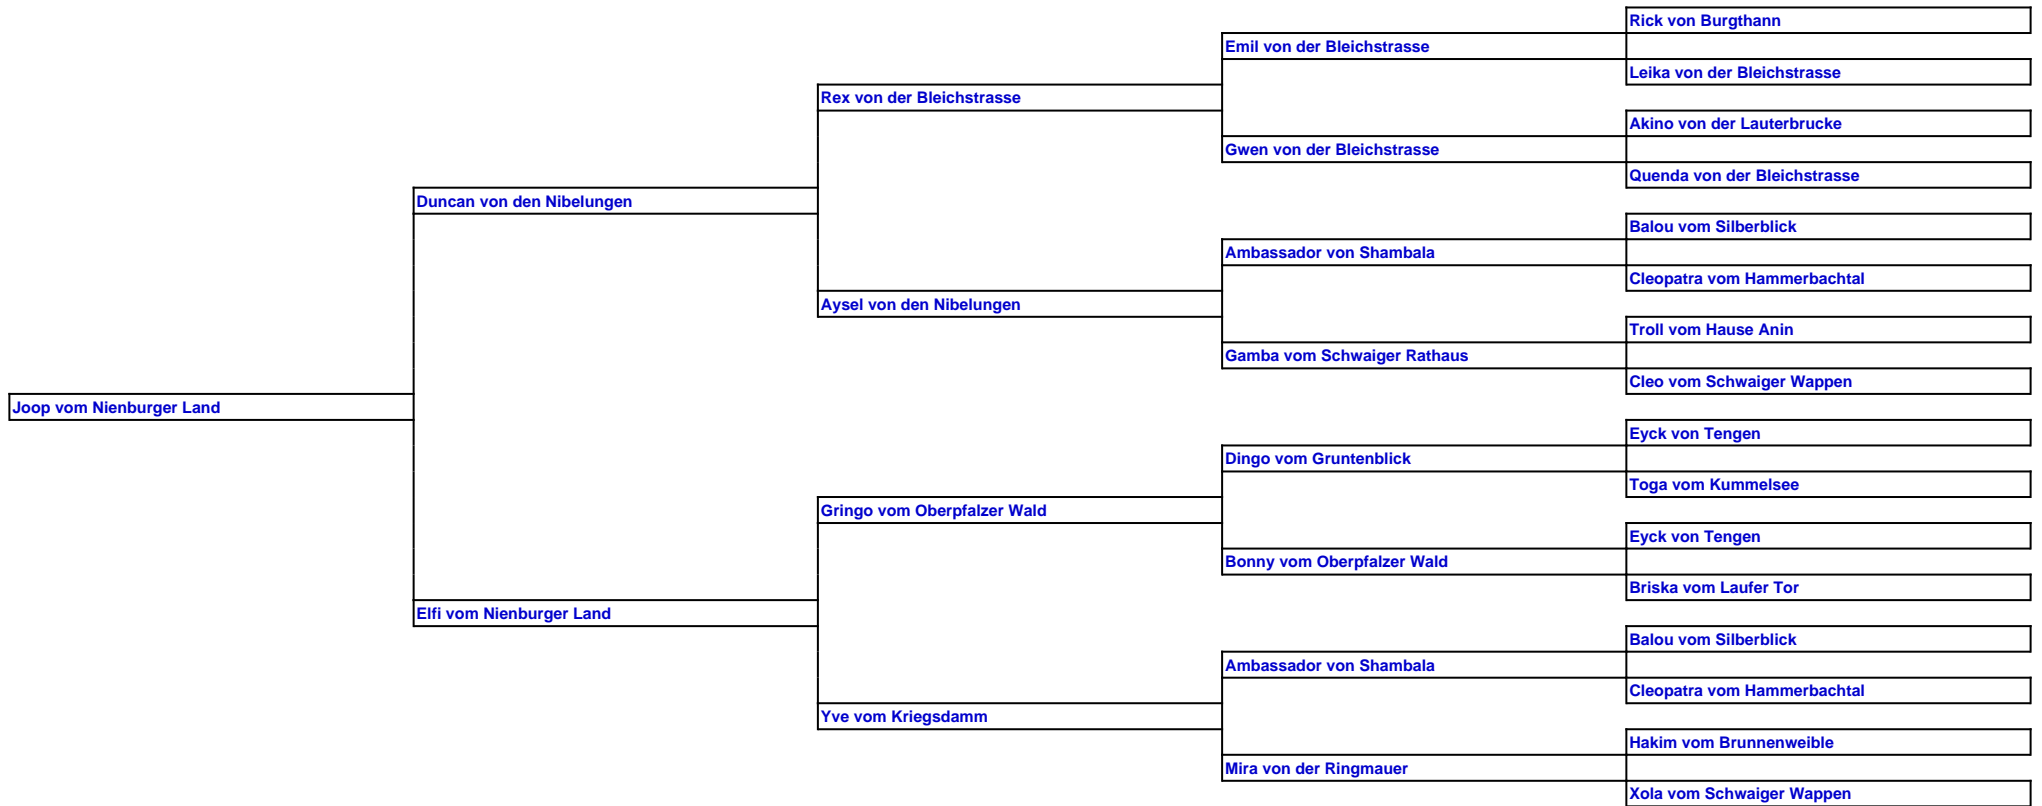 Rick von Burgthann
Emil von der Bleichstrasse
Leika von der Bleichstrasse
Rex von der Bleichstrasse
Akino von der Lauterbrucke
Gwen von der Bleichstrasse
Quenda von der Bleichstrasse
Duncan von den Nibelungen
Balou vom Silberblick
Ambassador von Shambala
Cleopatra vom Hammerbachtal
Aysel von den Nibelungen
Troll vom Hause Anin
Gamba vom Schwaiger Rathaus
Cleo vom Schwaiger Wappen
Joop vom Nienburger Land
Eyck von Tengen
Dingo vom Gruntenblick
Toga vom Kummelsee
Gringo vom Oberpfalzer Wald
Eyck von Tengen
Bonny vom Oberpfalzer Wald
Briska vom Laufer Tor
Elfi vom Nienburger Land
Balou vom Silberblick
Ambassador von Shambala
Cleopatra vom Hammerbachtal
Yve vom Kriegsdamm
Hakim vom Brunnenweible
Mira von der Ringmauer
Xola vom Schwaiger Wappen